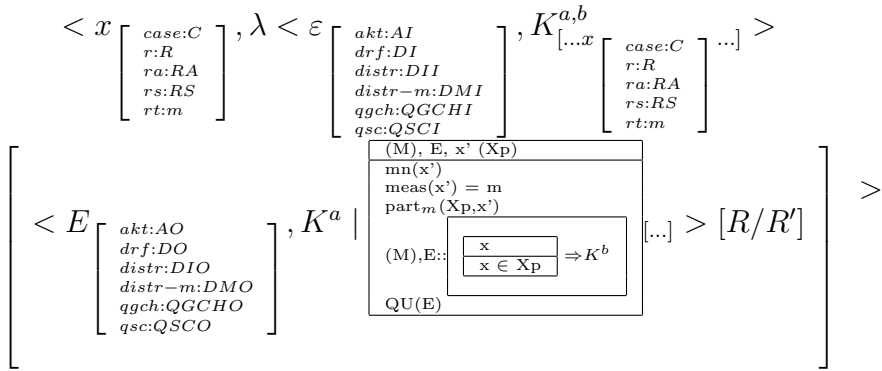 < x [ case:C r:R ra:RA rs:RS rt:m ] , λ < ε [ akt:AI drf:DI distr:DII distr−m:DMI qgch:QGCHI qsc:QSCI ] , K^{a,b}_{[...x [ case:C r:R ra:RA rs:RS rt:m ] ...]} >
[ < E [ akt:AO drf:DO distr:DIO distr−m:DMO qgch:QGCHO qsc:QSCO ] , K^a |
(M), E, x' (Xp)
mn(x')
meas(x') = m
part_m(Xp,x')
(M),E:: x
x ∈ Xp
⇒K^b
QU(E)
[...] > [R/R′] ] >